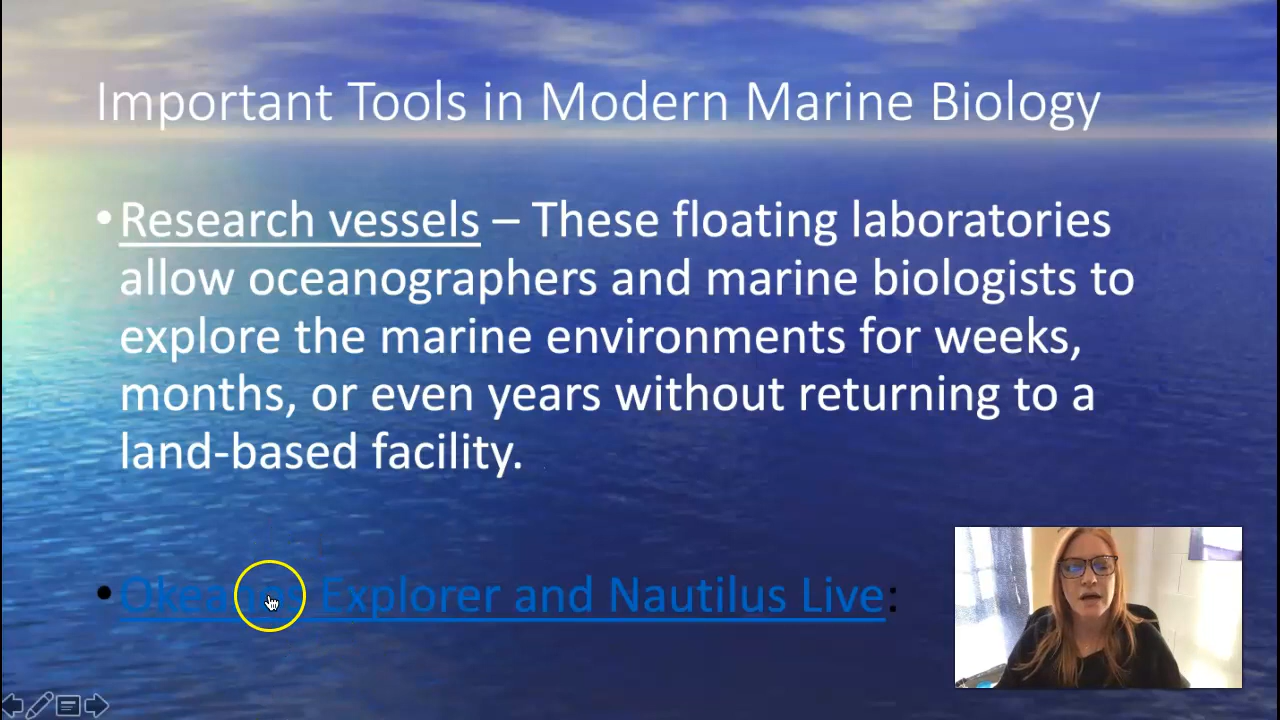 Important Tools in Modern Marine Biology
•Research vessels – These floating laboratories
allow oceanographers and marine biologists to
explore the marine environments for weeks,
months, or even years without returning to a
land-based facility.
•Okeanos Explorer and Nautilus Live: